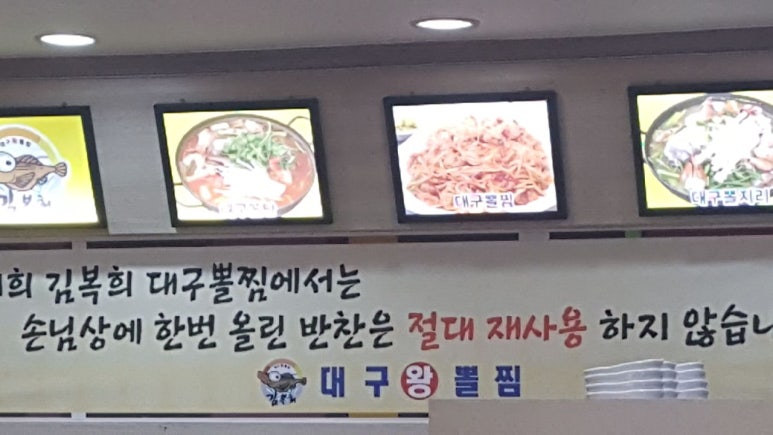 김복희
대구뽈찜
대구뽈지리
희 김복희 대구뽈찜에서는
손님상에 한번 올린 반찬은 절대 재사용 하지 않습니
김복희
대구왕뽈찜